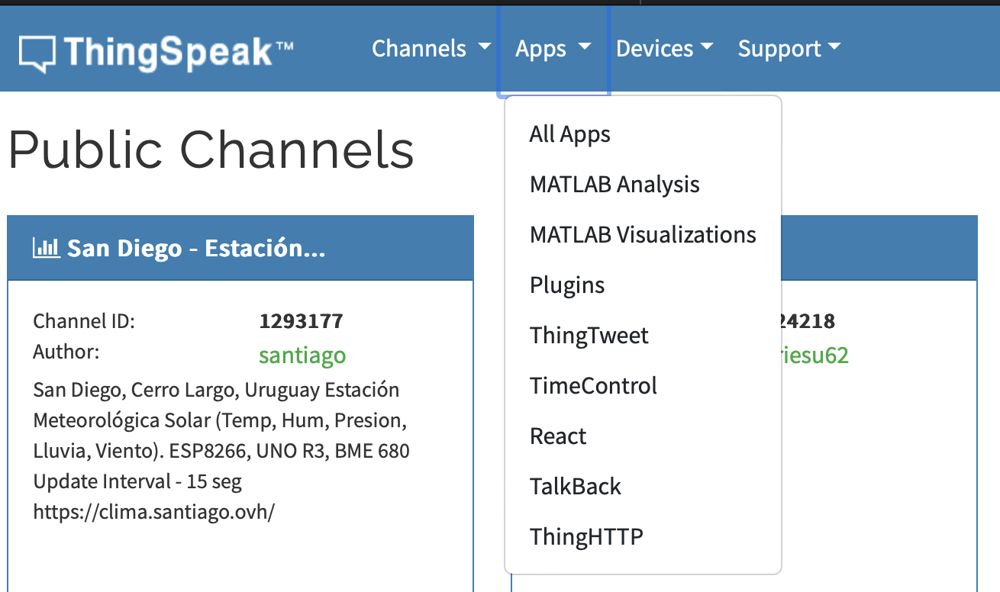 ThingSpeak™
Channels Apps Devices Support
Public Channels
All Apps
MATLAB Analysis
MATLAB Visualizations
Plugins
ThingTweet
TimeControl
React
TalkBack
ThingHTTP
San Diego - Estación...
Channel ID: 1293177
Author: santiago
San Diego, Cerro Largo, Uruguay Estación
Meteorológica Solar (Temp, Hum, Presion,
Lluvia, Viento). ESP8266, UNO R3, BME 680
Update Interval - 15 seg
https://clima.santiago.ovh/
24218
riesu62